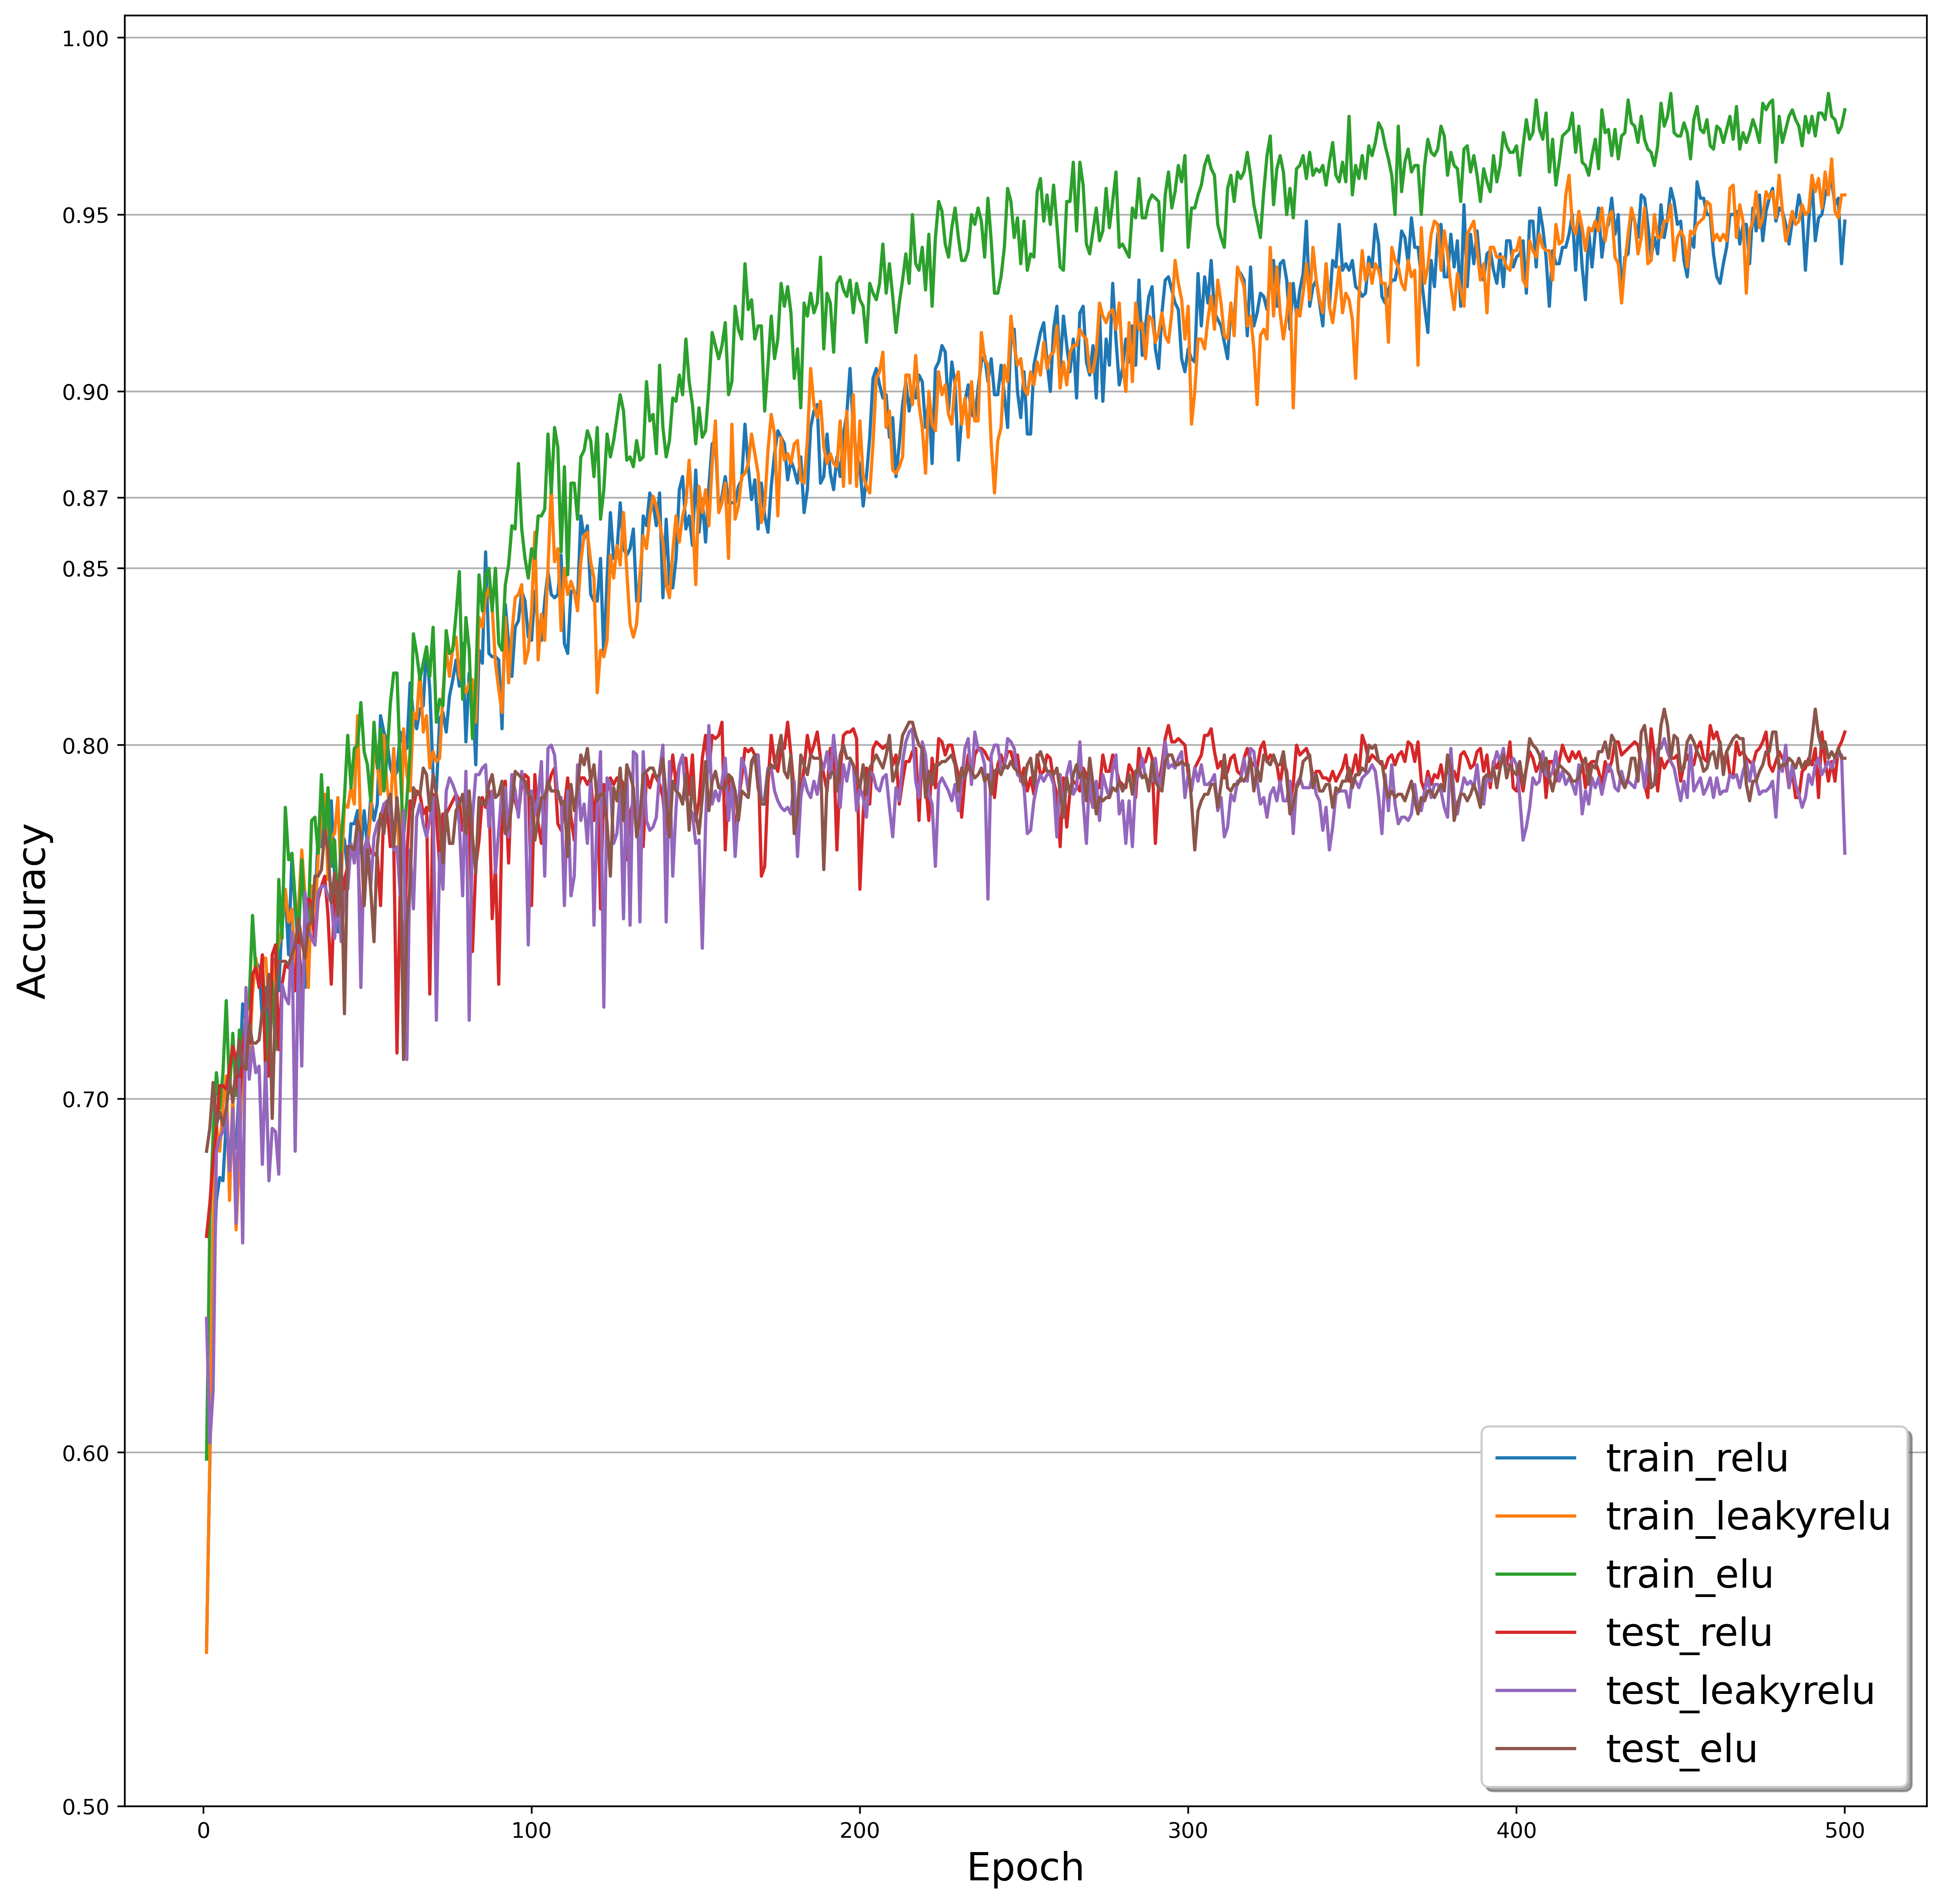 1.00
0.95
0.90
0.87
0.85
0.80
0.70
0.60
0.50
Accuracy
0
100
200
300
400
500
Epoch
train_relu
train_leakyrelu
train_elu
test_relu
test_leakyrelu
test_elu